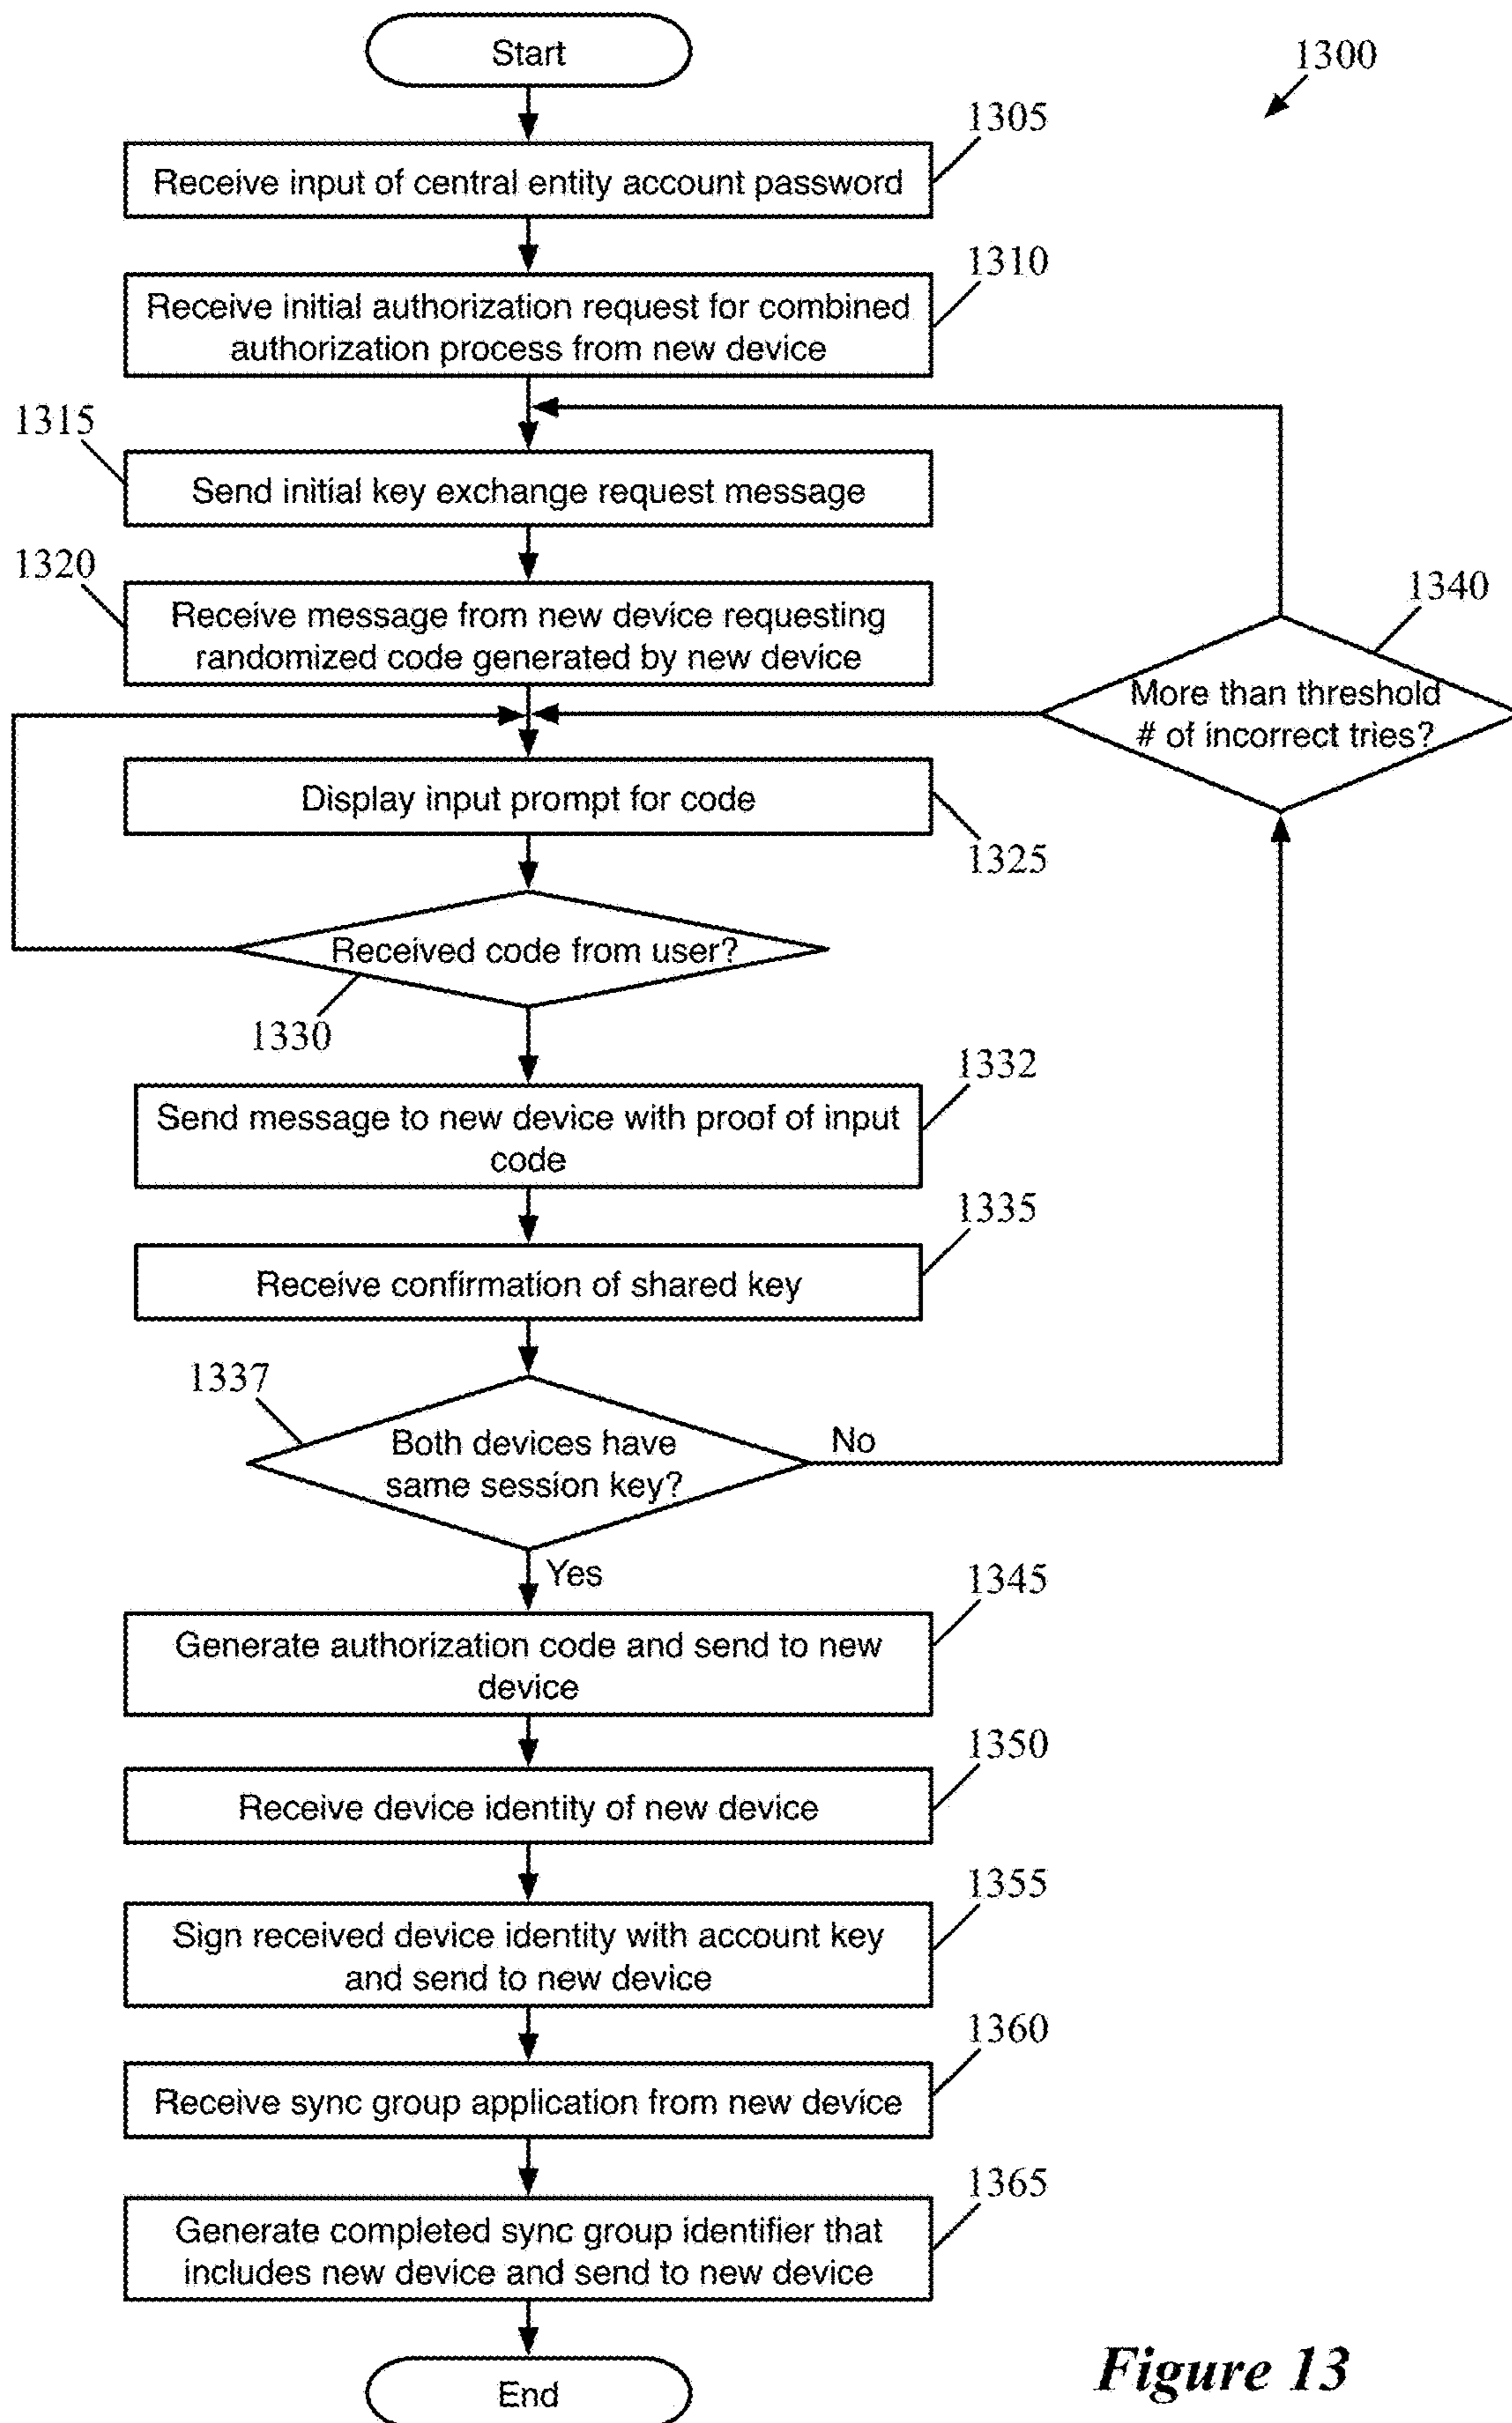 Start
1300
1305
Receive input of central entity account password
1310
Receive initial authorization request for combined
authorization process from new device
1315
Send initial key exchange request message
1320
Receive message from new device requesting
randomized code generated by new device
1340
More than threshold
# of incorrect tries?
Display input prompt for code
1325
Received code from user?
1330
1332
Send message to new device with proof of input
code
1335
Receive confirmation of shared key
1337
Both devices have
same session key?
No
Yes
1345
Generate authorization code and send to new
device
1350
Receive device identity of new device
1355
Sign received device identity with account key
and send to new device
1360
Receive sync group application from new device
1365
Generate completed sync group identifier that
includes new device and send to new device
End
Figure 13